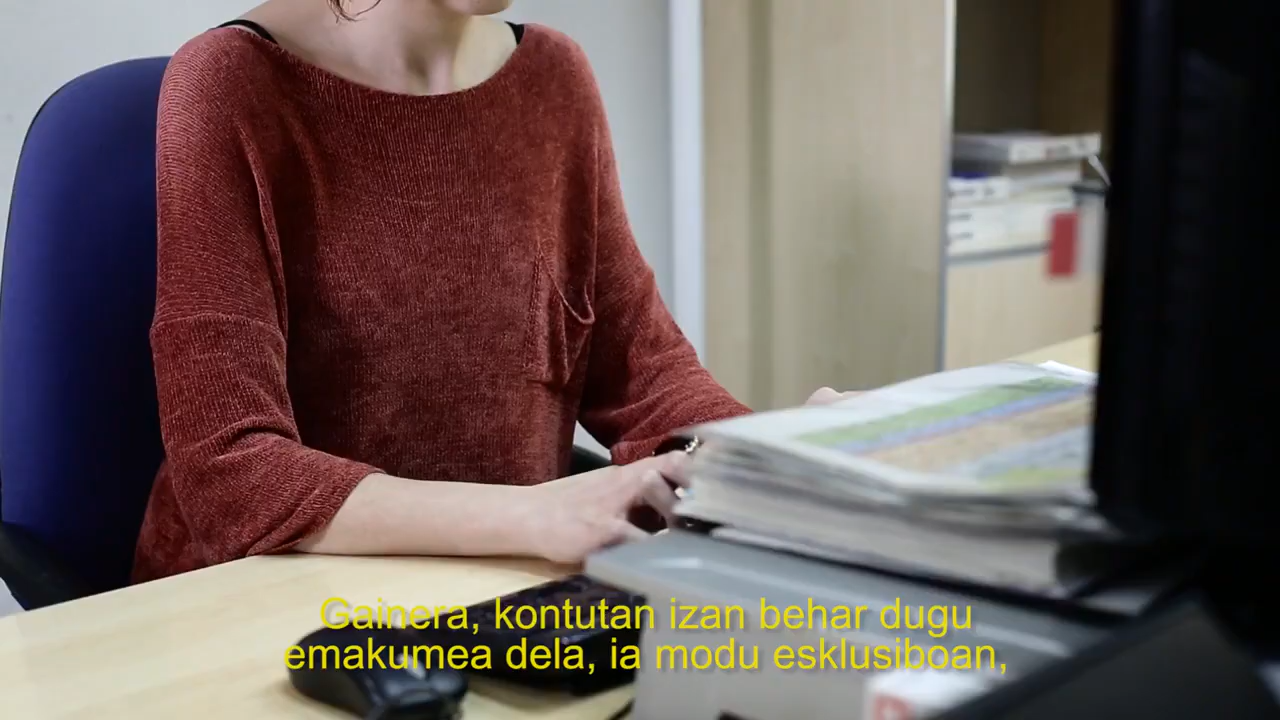 Gainera, kontutan izan behar dugu
emakumea dela, ia modu esklusiboan,